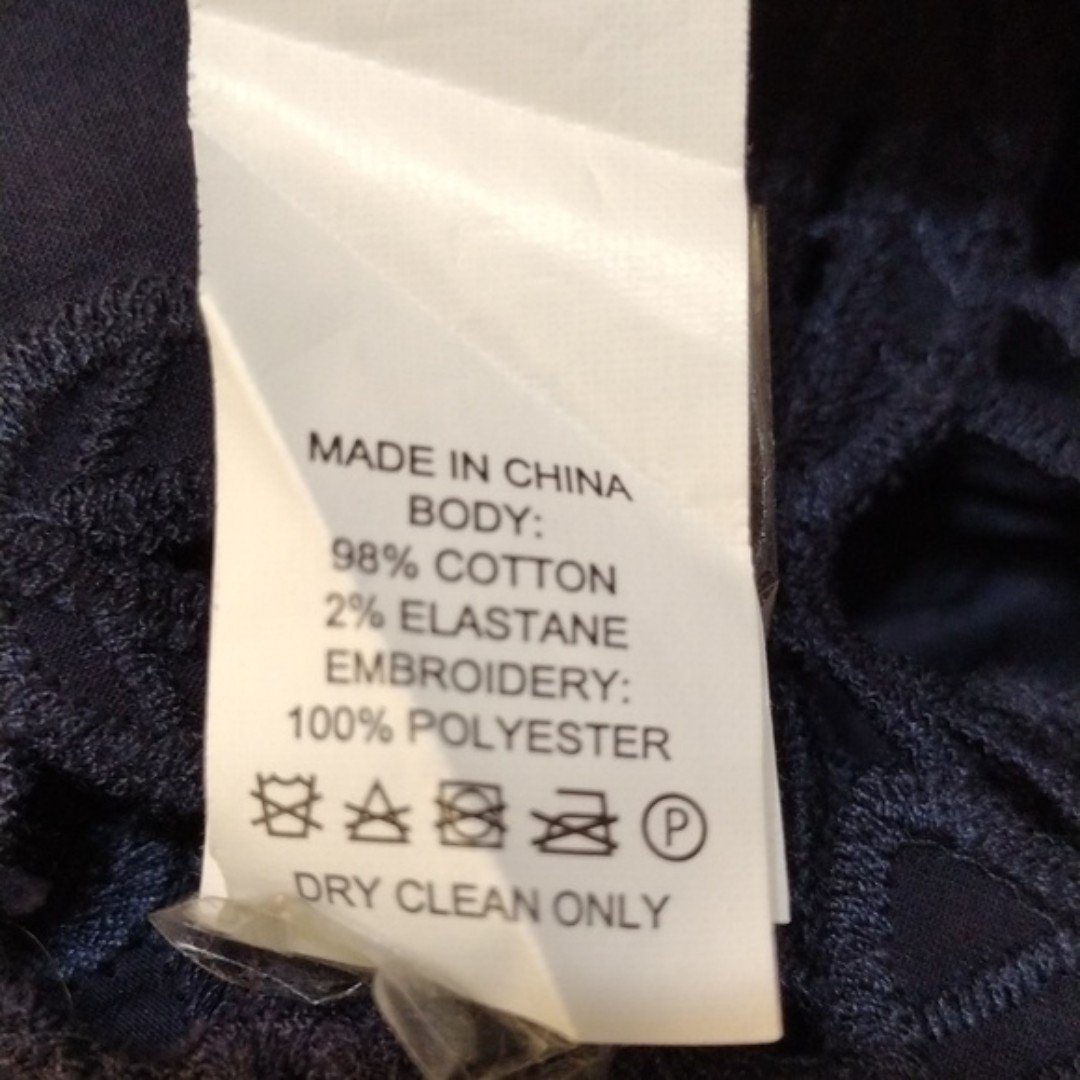 MADE IN CHINA
BODY:
98% COTTON
2% ELASTANE
EMBROIDERY:
100% POLYESTER
P
DRY CLEAN ONLY